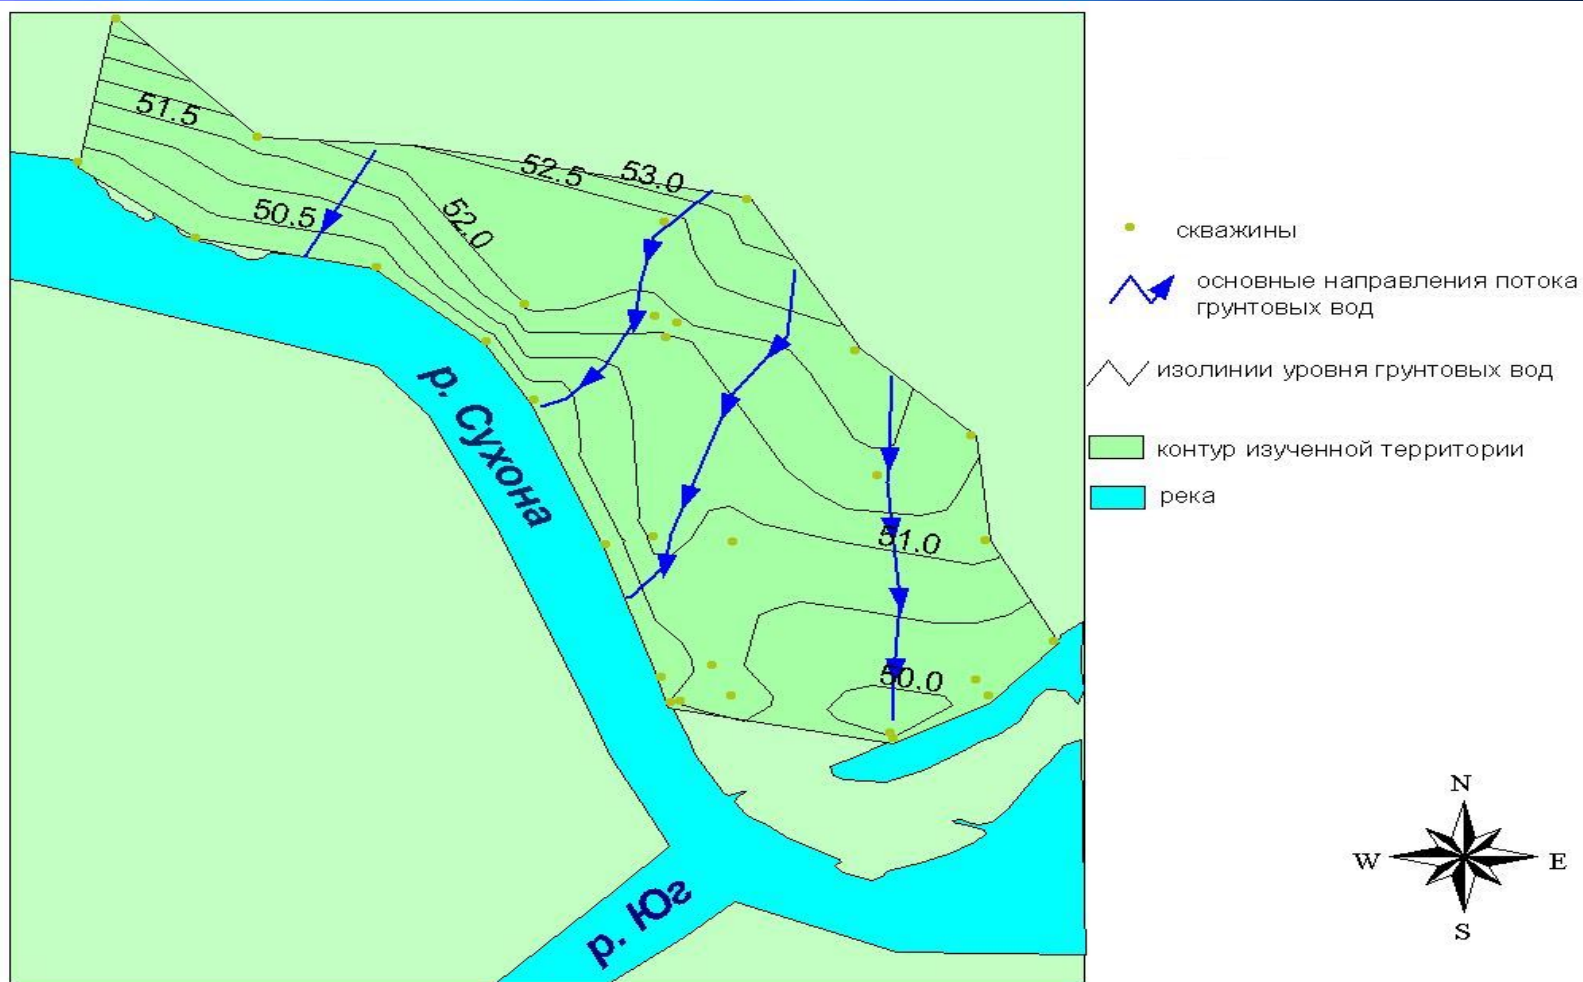 51.5
52.5
53.0
50.5
52.0
51.0
50.0
р. Сухона
р. Юг
скважины
основные направления потока
грунтовых вод
изолинии уровня грунтовых вод
контур изученной территории
река
N
W
E
S